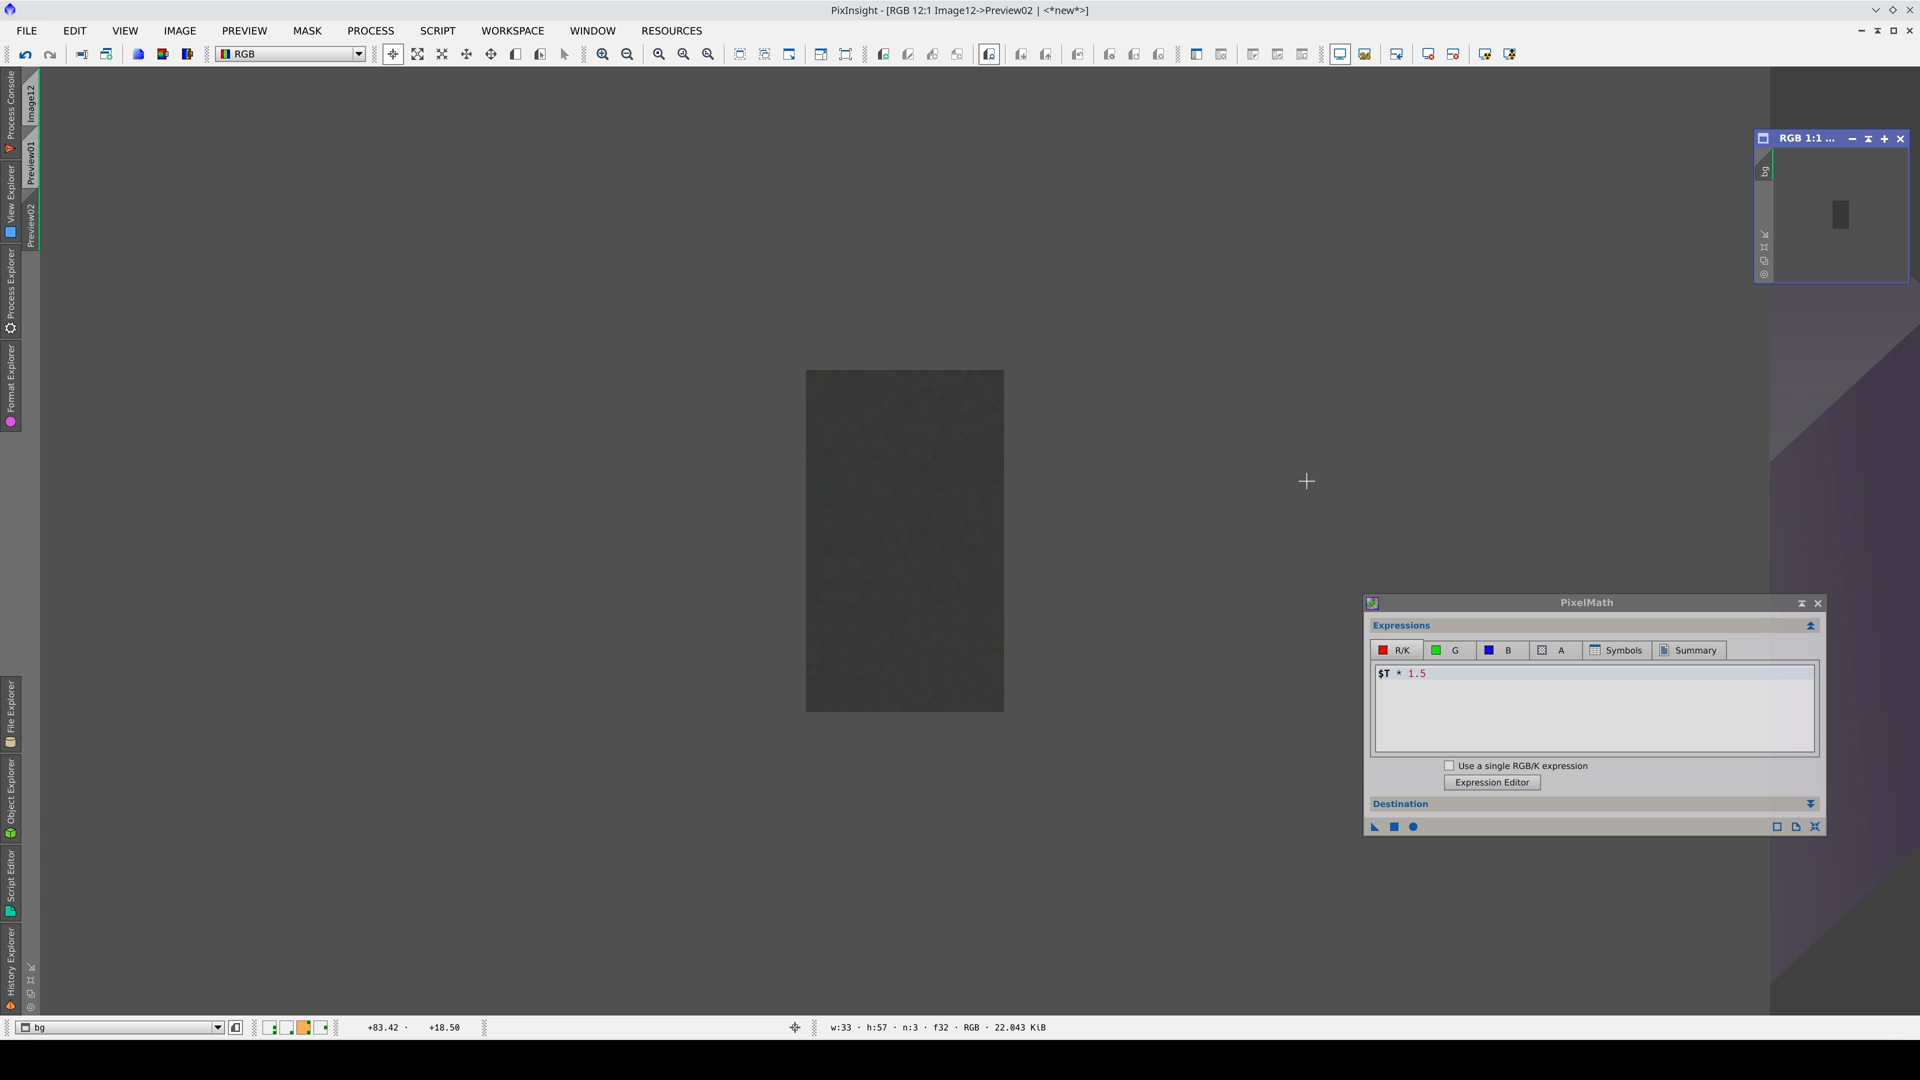 PixInsight - [RGB 12:1 Image12->Preview02 | <*new*>]
FILE EDIT VIEW IMAGE PREVIEW MASK PROCESS SCRIPT WORKSPACE WINDOW RESOURCES
RGB
Process Console
View Explorer
Process Explorer
Format Explorer
File Explorer
Object Explorer
Script Editor
History Explorer
Image12
Preview01
Preview02
RGB 1:1 ...
bg
PixelMath
Expressions
R/K G B A Symbols Summary
$T * 1.5
Use a single RGB/K expression
Expression Editor
Destination
bg
+83.42 · +18.50
w:33 · h:57 · n:3 · f32 · RGB · 22.043 KiB